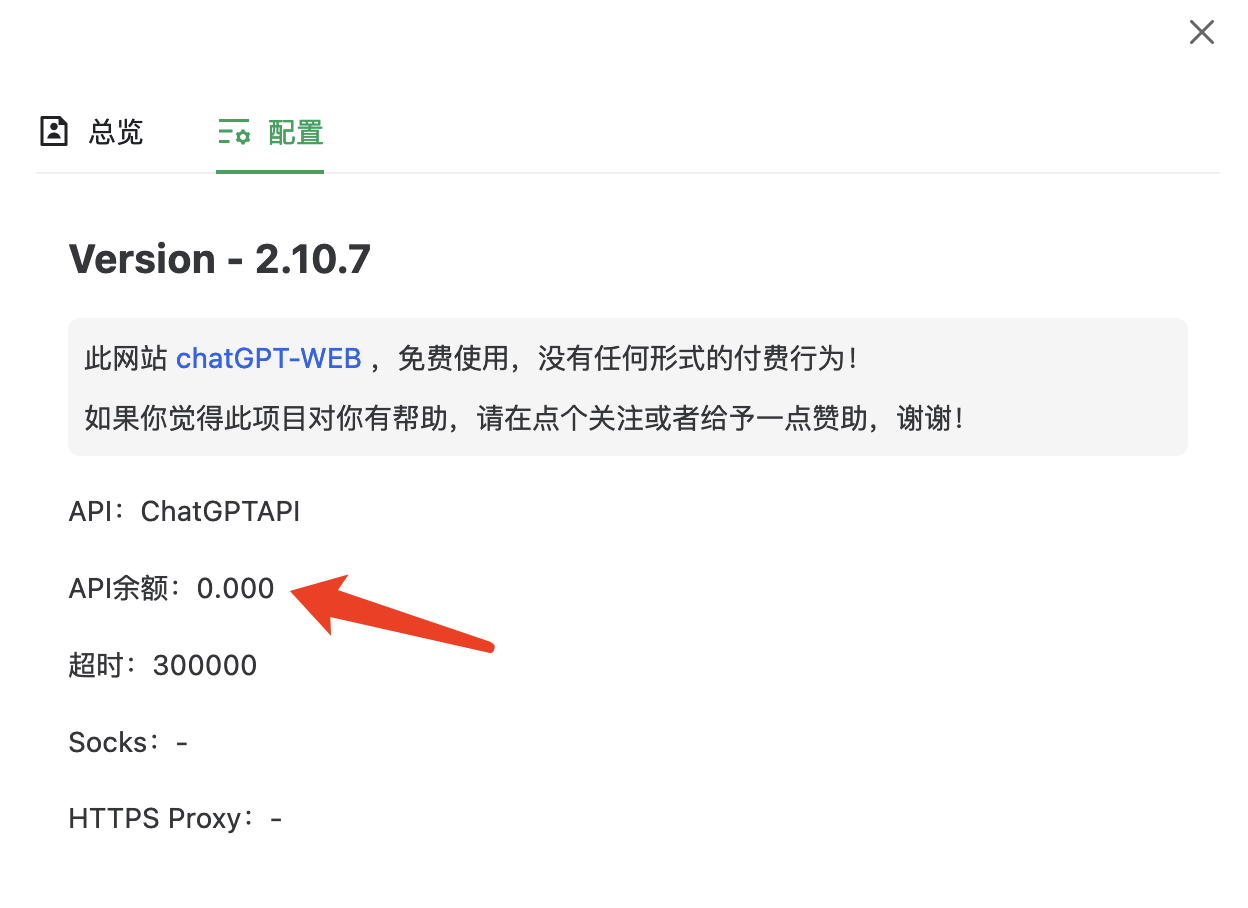 总览
配置
Version - 2.10.7
此网站 chatGPT-WEB ，免费使用，没有任何形式的付费行为！
如果你觉得此项目对你有帮助，请在点个关注或者给予一点赞助，谢谢！
API：ChatGPTAPI
API余额：0.000
超时：300000
Socks：-
HTTPS Proxy：-